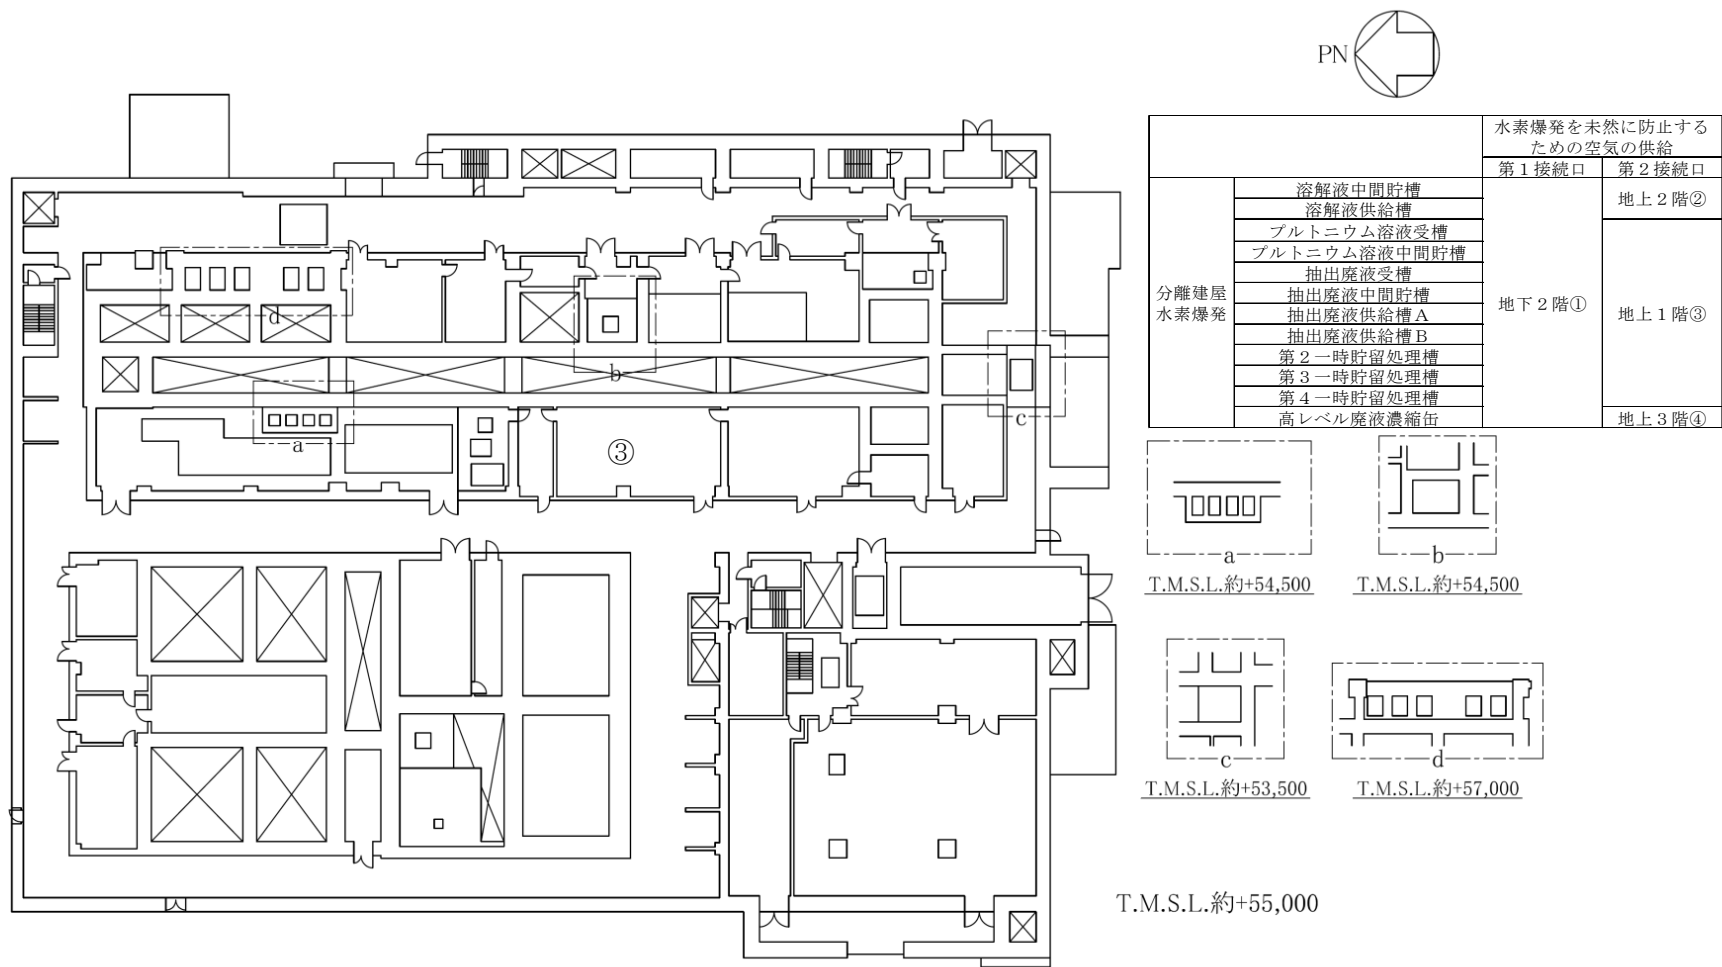 PN
水素爆発を未然に防止する
ための空気の供給
第1接続口
第2接続口
分離建屋
水素爆発
溶解液中間貯槽
溶解液供給槽
プルトニウム溶液受槽
プルトニウム溶液中間貯槽
抽出廃液受槽
抽出廃液中間貯槽
抽出廃液供給槽A
抽出廃液供給槽B
第2一時貯留処理槽
第3一時貯留処理槽
第4一時貯留処理槽
高レベル廃液濃縮缶
地下2階①
地上2階②
地上1階③
地上3階④
d
b
c
a
③
a
T.M.S.L.約+54,500
b
T.M.S.L.約+54,500
c
T.M.S.L.約+53,500
d
T.M.S.L.約+57,000
T.M.S.L.約+55,000